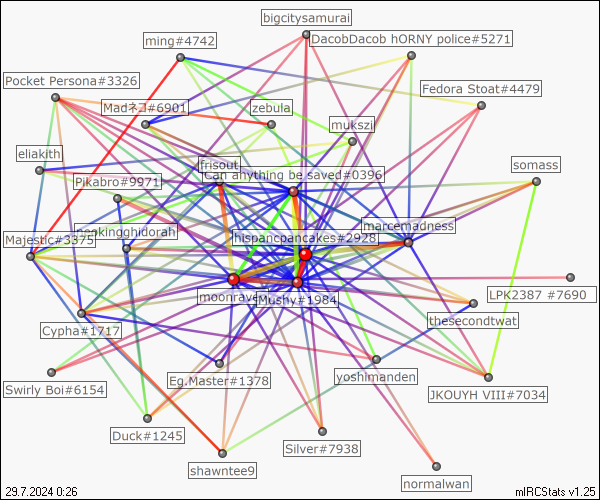 bigcitysamurai
ming#4742
DacobDacob hORNY police#5271
Pocket Persona#3326
Fedora Stoat#4479
Madネコ#6901
zebula
mukszi
eliakith
frisout
somass
Can anything be saved#0396
Pikabro#9971
marcemadness
Majestic#3375
hispancpancakes#2928
LPK2387 #7690
Mushy#1984
thesecondtwat
Cypha#1717
yoshimanden
Eg.Master#1378
Swirly Boi#6154
JKOUYH VIII#7034
Duck#1245
Silver#7938
shawntee9
normalwan
29.7.2024 0:26
mIRCStats v1.25